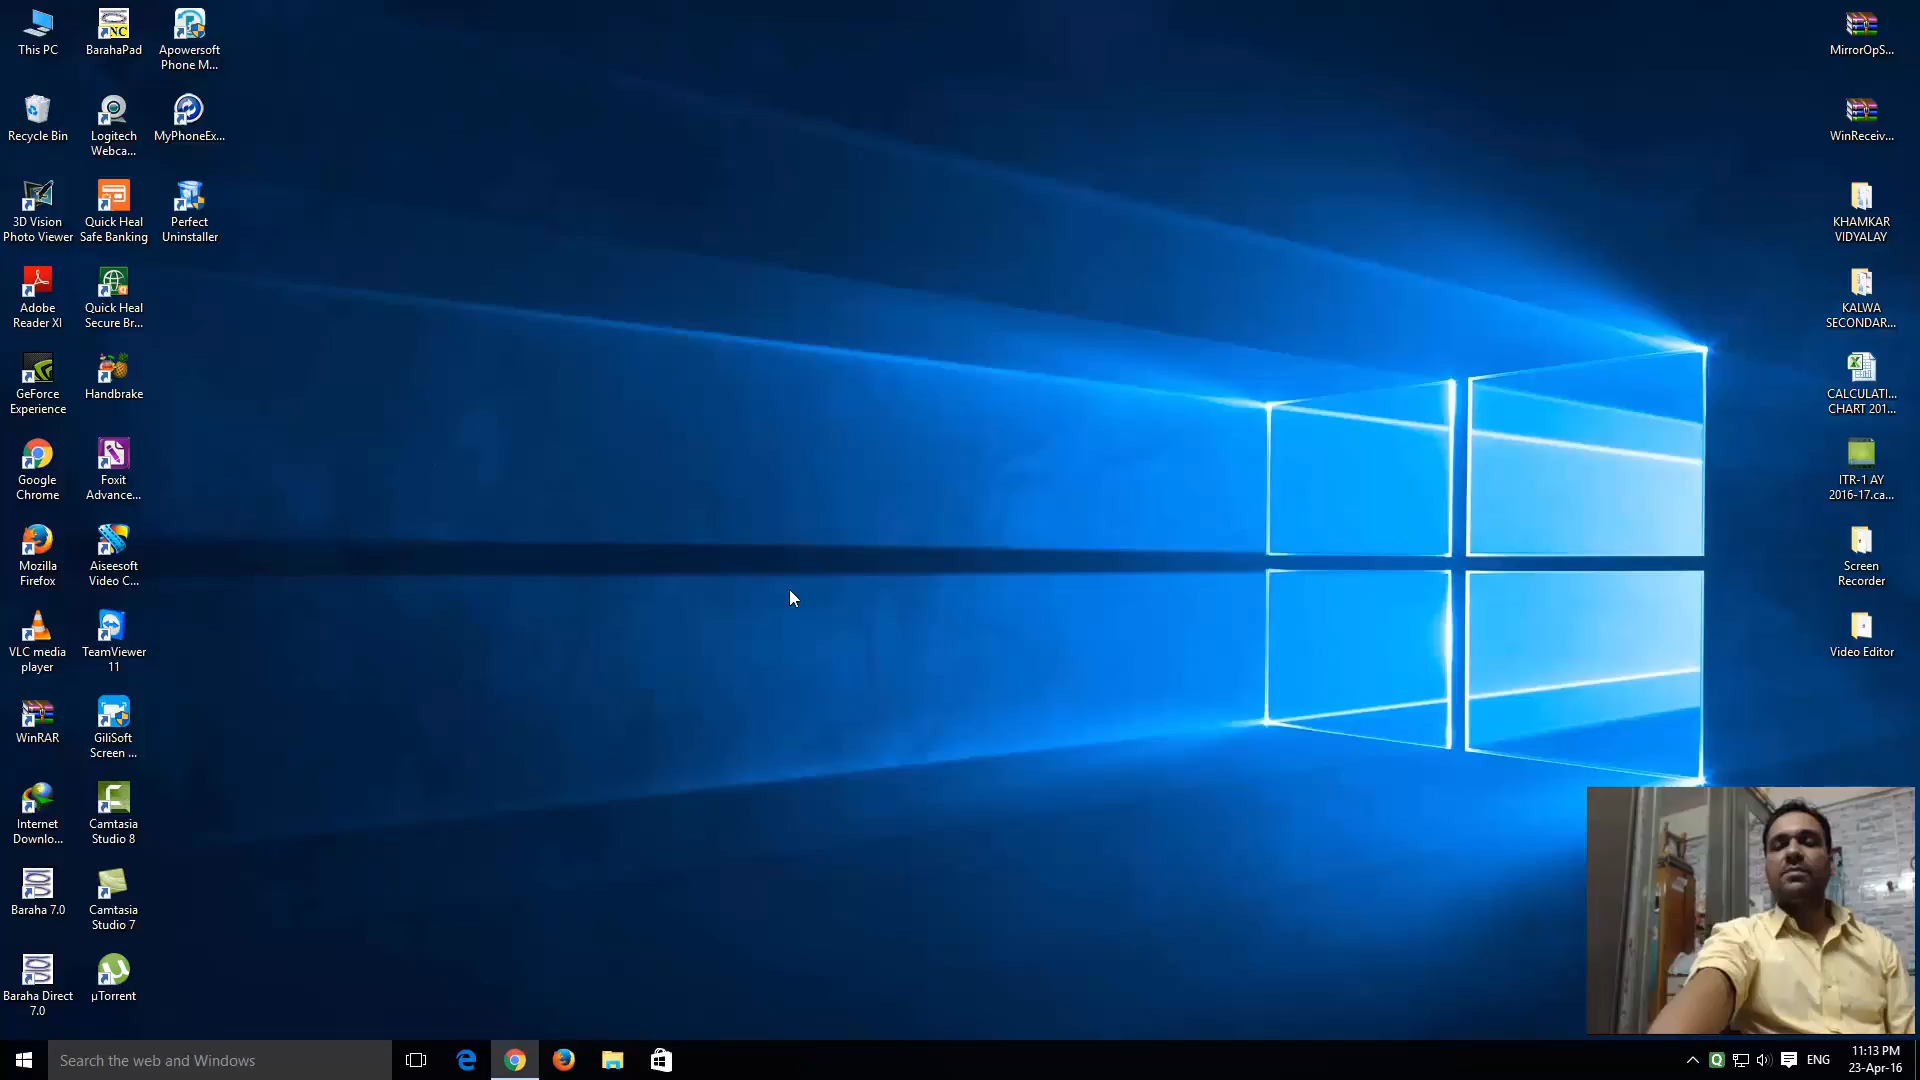 This PC
BarahaPad
Apowersoft
Phone M...
Recycle Bin
Logitech
Webca...
MyPhoneEx...
3D Vision
Photo Viewer
Quick Heal
Safe Banking
Perfect
Uninstaller
Adobe
Reader XI
Quick Heal
Secure Br...
GeForce
Experience
Handbrake
Google
Chrome
Foxit
Advance...
Mozilla
Firefox
Aiseesoft
Video C...
VLC media
player
TeamViewer
11
WinRAR
GiliSoft
Screen ...
Internet
Downlo...
Camtasia
Studio 8
Baraha 7.0
Camtasia
Studio 7
Baraha Direct
7.0
µTorrent
MirrorOpS...
WinReceiv...
KHAMKAR
VIDYALAY
KALWA
SECONDAR...
CALCULATI...
CHART 201...
ITR-1 AY
2016-17.ca...
Screen
Recorder
Video Editor
NC
Search the web and Windows
ENG
11:13 PM
23-Apr-16